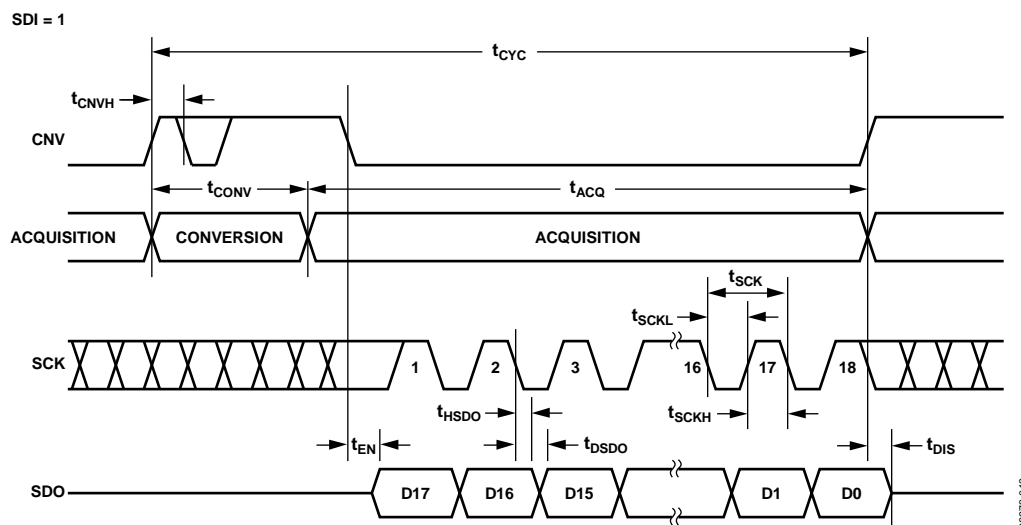 SDI = 1
tCYC
tCNVH
CNV
tCONV
tACQ
ACQUISITION
CONVERSION
ACQUISITION
tSCK
tSCKL
SCK
1
2
3
16
17
18
tHSDO
tSCKH
tEN
tDSDO
tDIS
SDO
D17
D16
D15
D1
D0